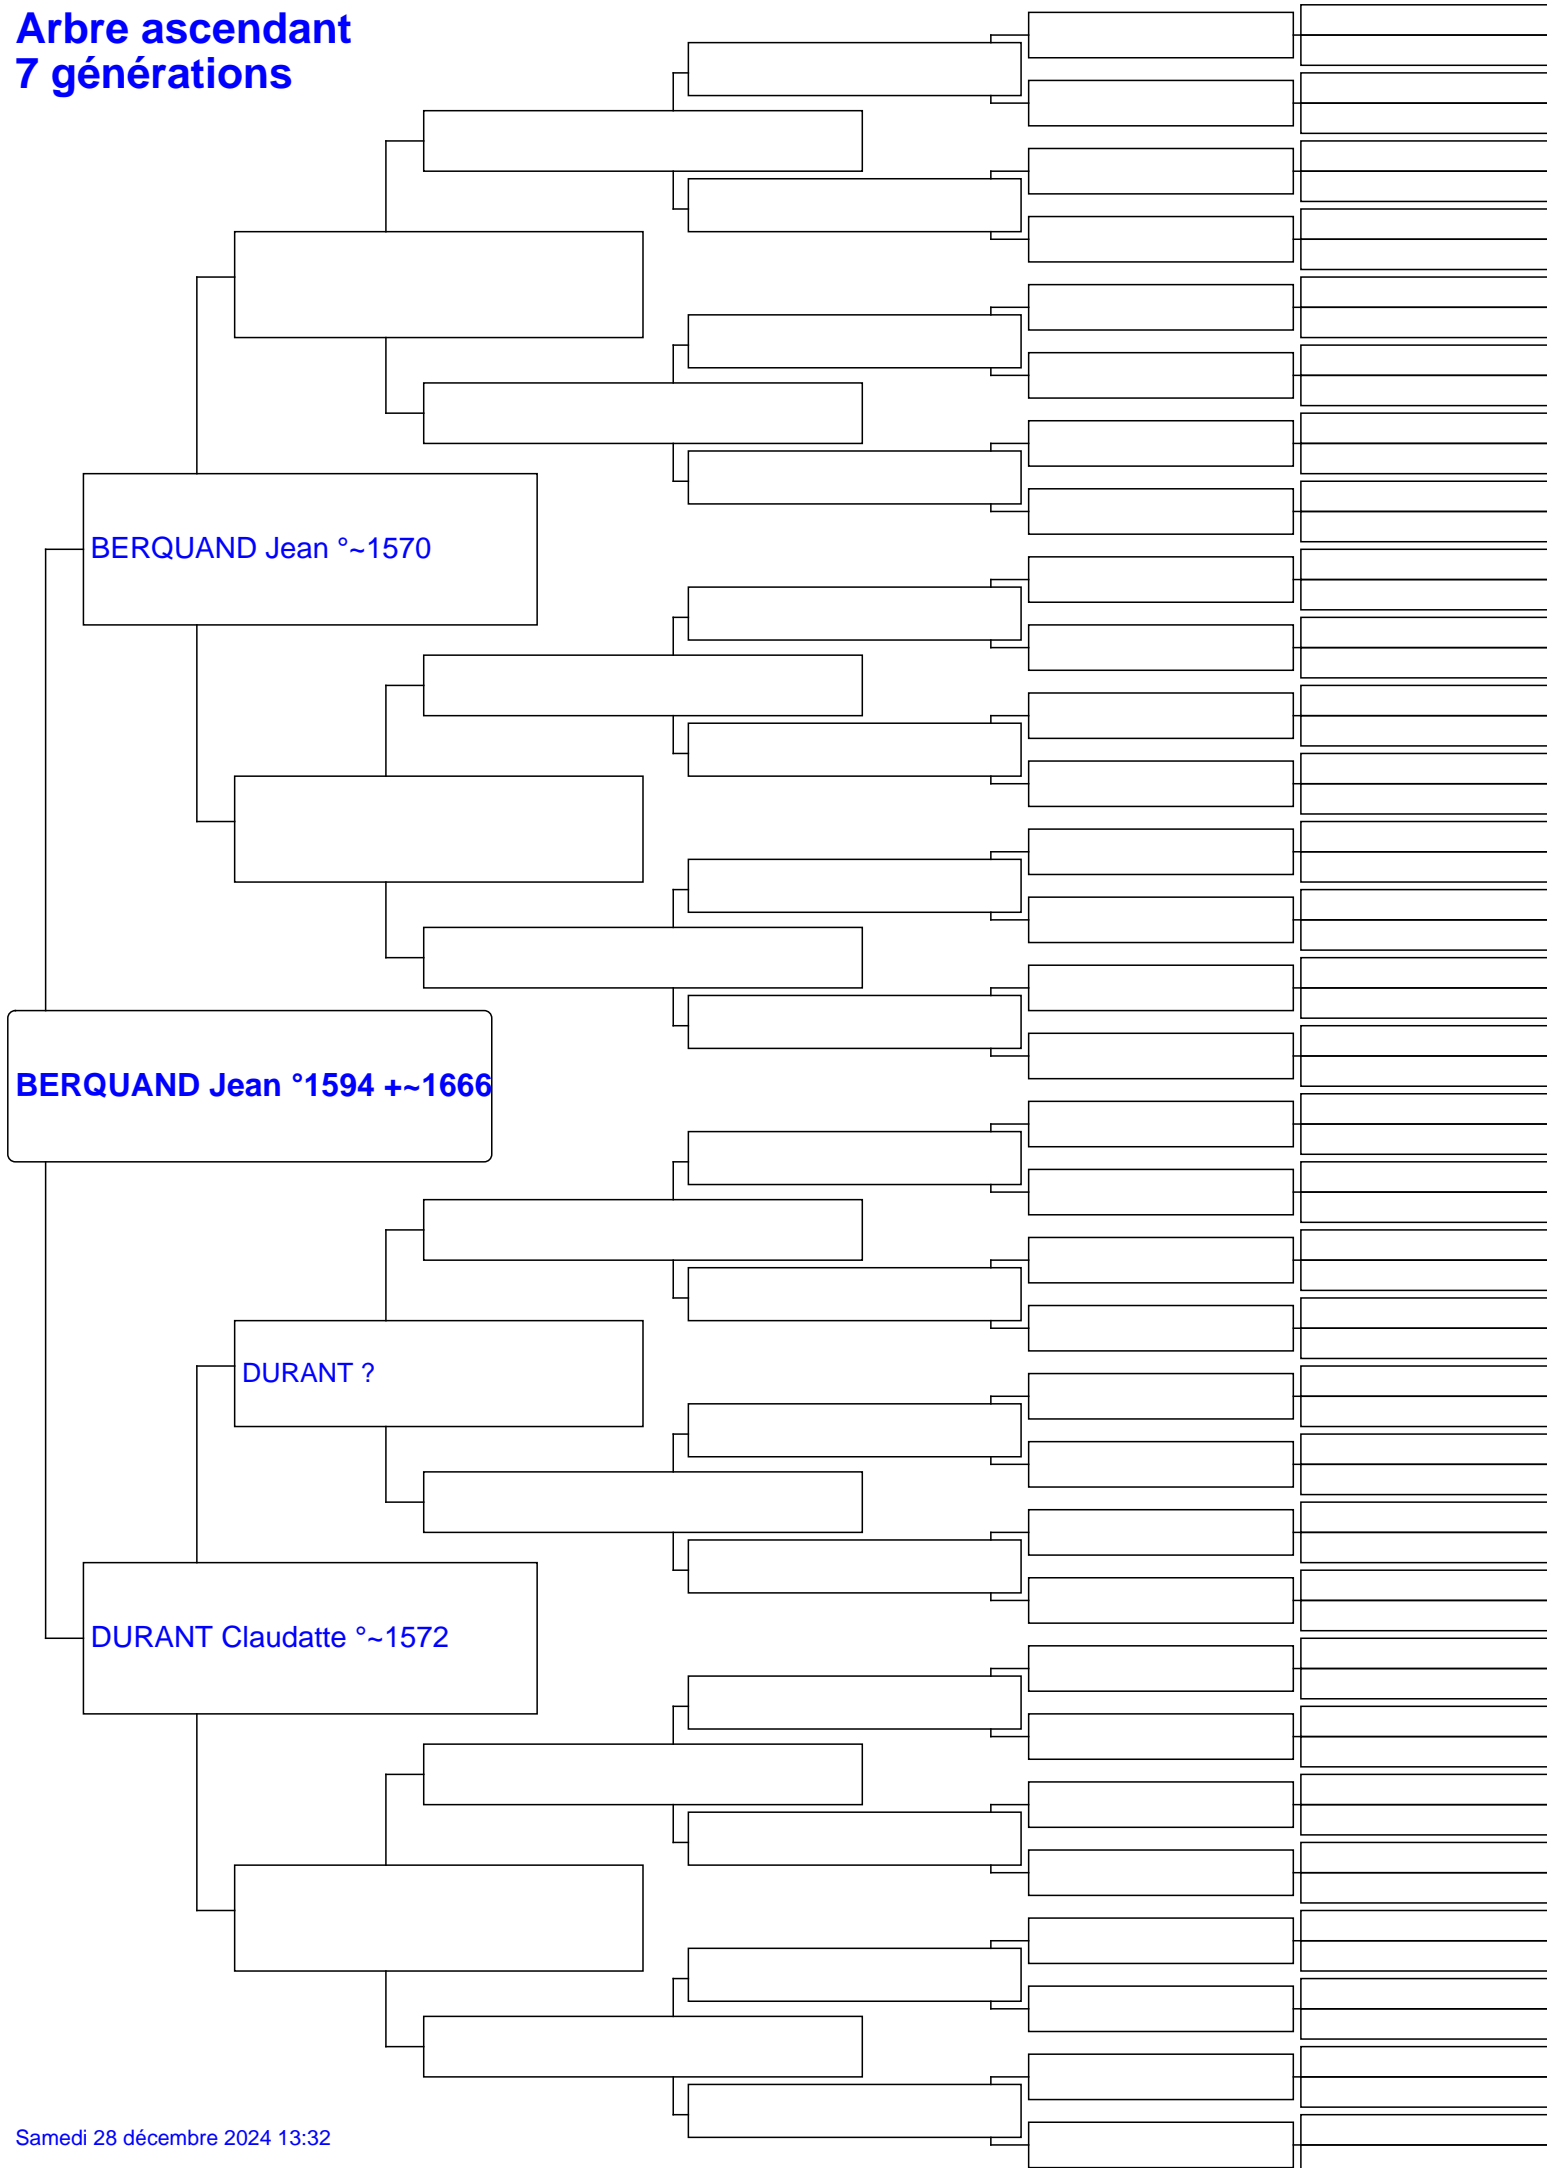 Arbre ascendant
7 générations
BERQUAND Jean °~1570
BERQUAND Jean °1594 +~1666
DURANT ?
DURANT Claudatte °~1572
Samedi 28 décembre 2024 13:32